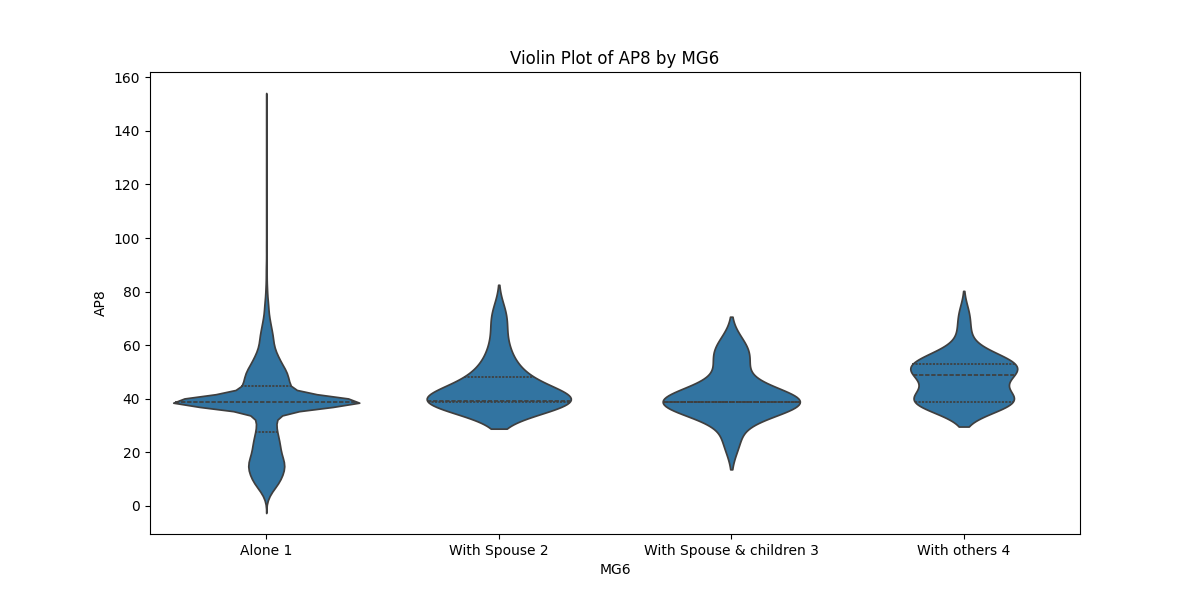 Violin Plot of AP8 by MG6
160
140
120
100
80
60
40
20
0
AP8
Alone 1
With Spouse 2
With Spouse & children 3
With others 4
MG6